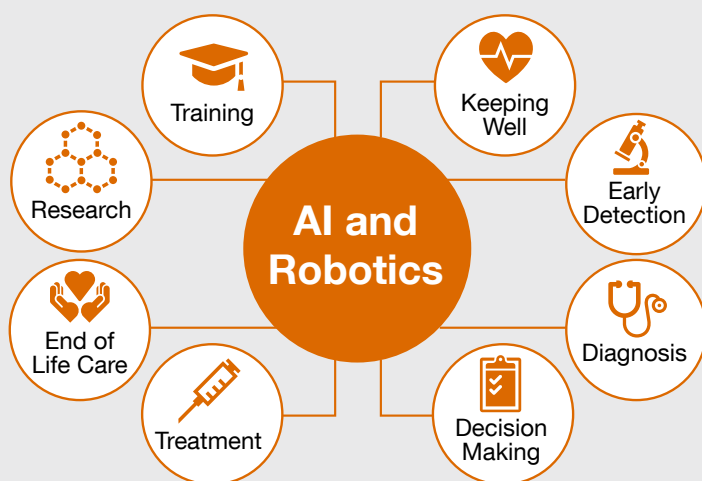 AI and
Robotics
Training
Keeping
Well
Research
Early
Detection
End of
Life Care
Diagnosis
Treatment
Decision
Making